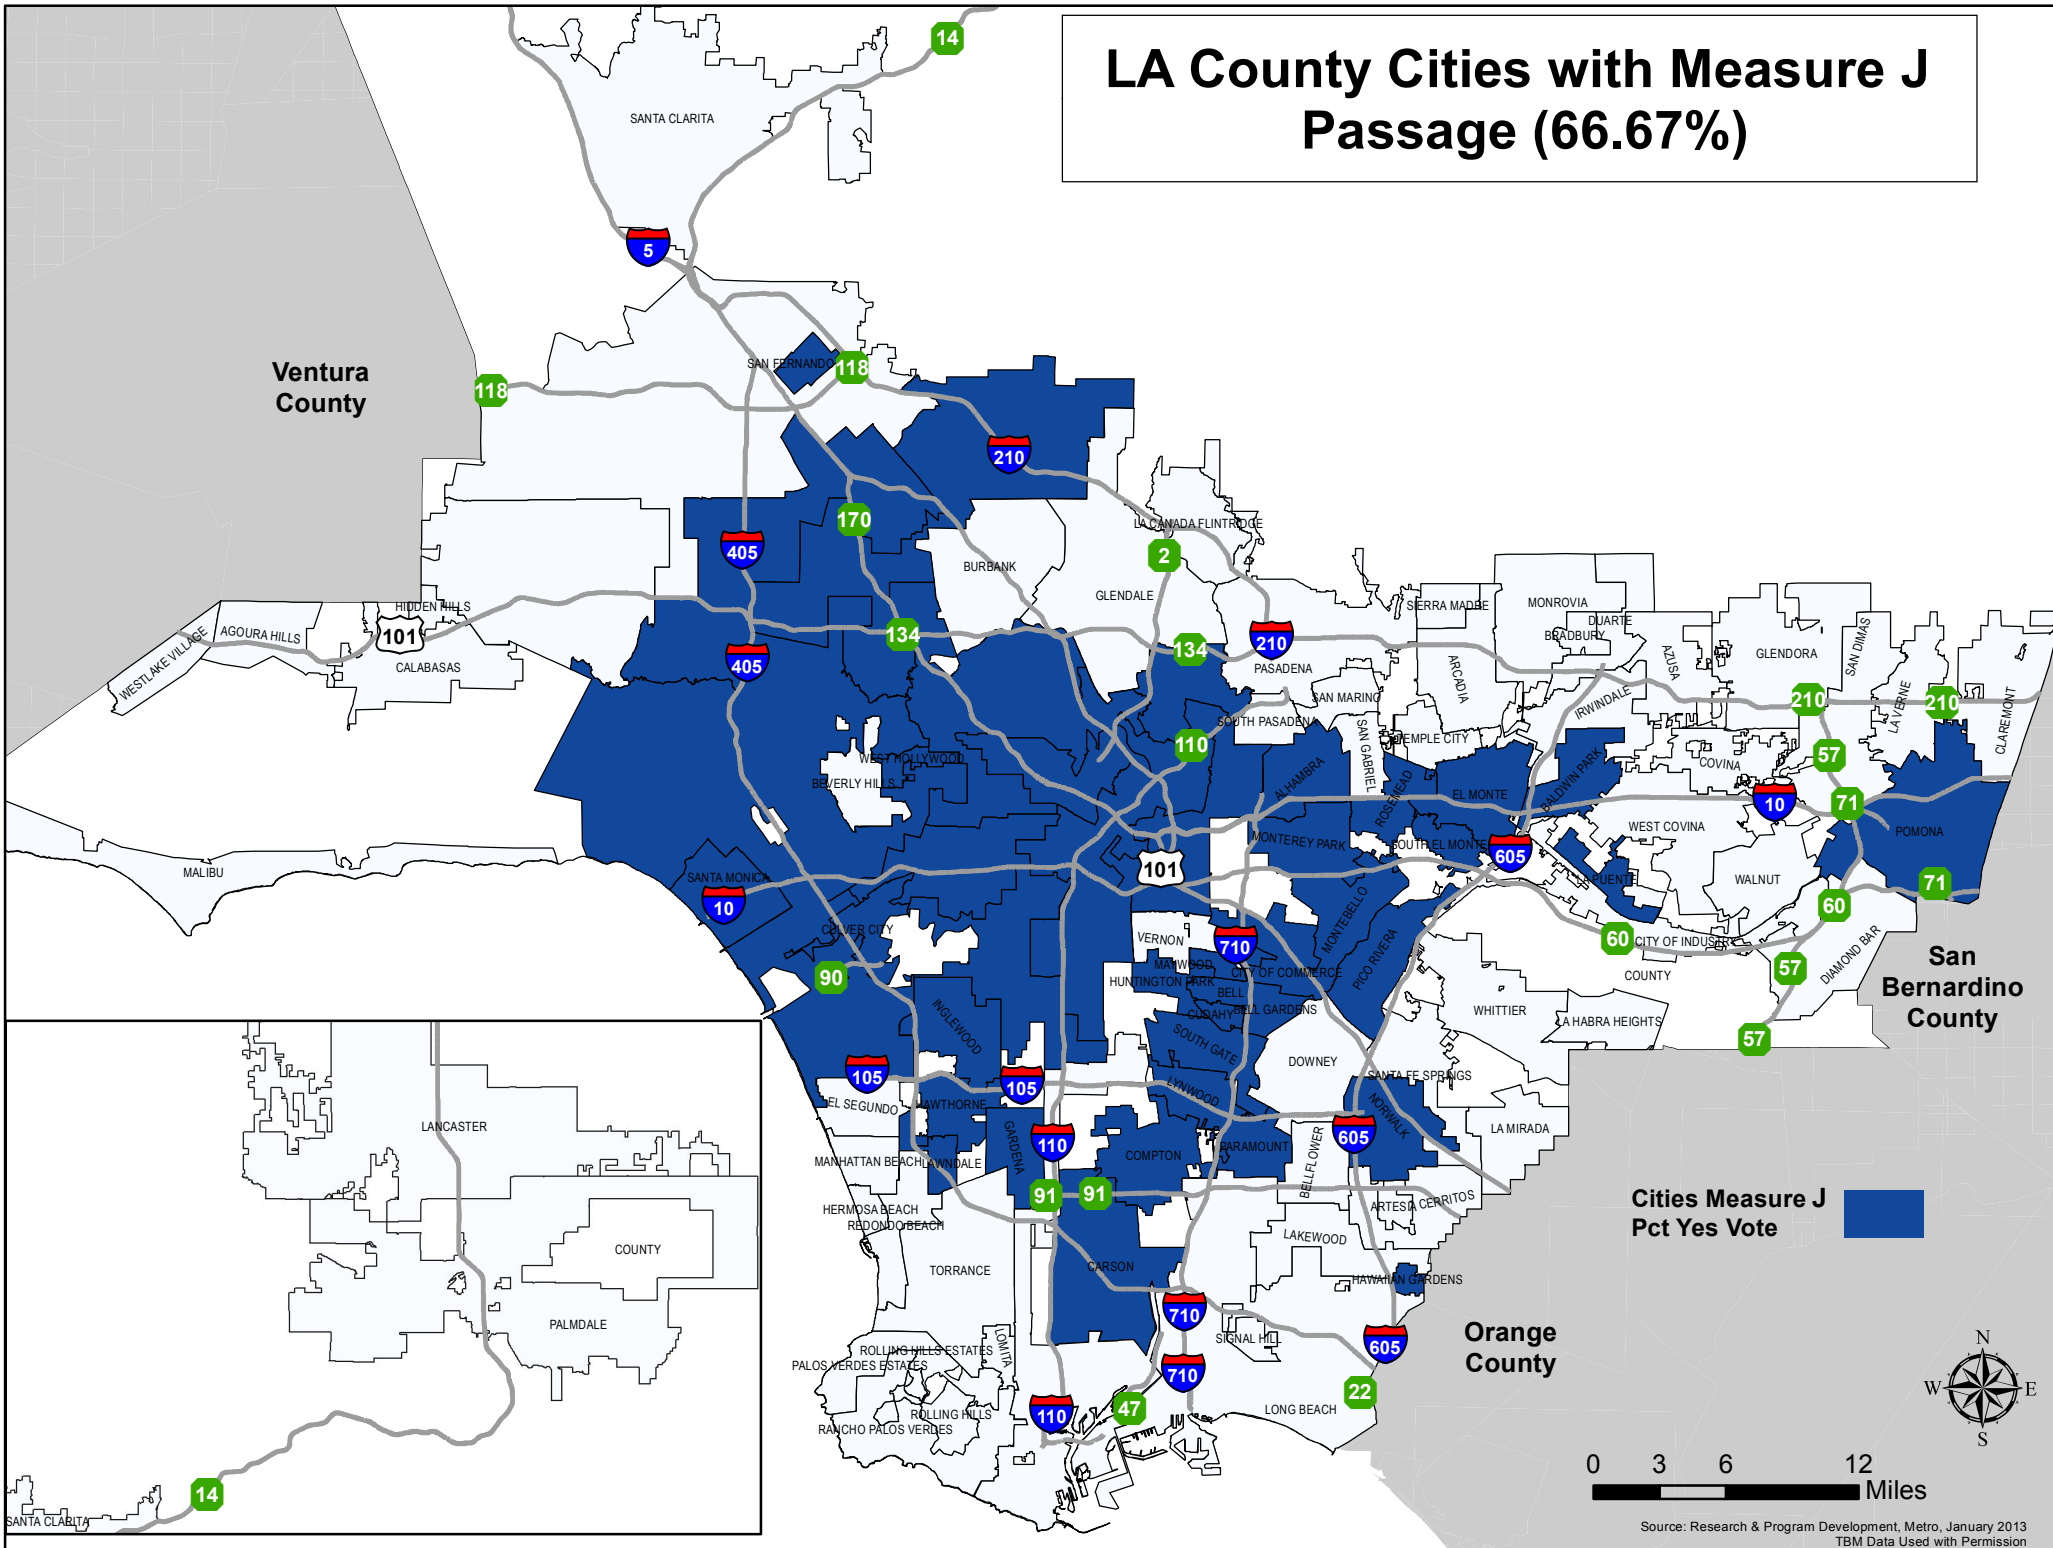 LA County Cities with Measure J
Passage (66.67%)
14
SANTA CLARITA
5
Ventura
County
118
SAN FERNANDO
118
210
170
405
LA CANADA FLINTRIDGE
2
BURBANK
GLENDALE
HIDDEN HILLS
101
AGOURA HILLS
WESTLAKE VILLAGE
CALABASAS
405
134
134
210
PASADENA
SIERRA MADRE
MONROVIA
DUARTE
BRADBURY
ARCADIA
AZUSA
GLENDORA
SAN DIMAS
LA VERNE
CLAREMONT
210
210
IRWINDALE
SAN MARINO
SOUTH PASADENA
SAN GABRIEL
TEMPLE CITY
110
57
COVINA
WEST HOLLYWOOD
BEVERLY HILLS
ALHAMBRA
ROSEMEAD
EL MONTE
BALDWIN PARK
10
71
POMONA
WEST COVINA
MONTEREY PARK
SOUTH EL MONTE
605
MALIBU
SANTA MONICA
10
101
LA PUENTE
WALNUT
71
60
CULVER CITY
90
VERNON
710
MONTEBELLO
PICO RIVERA
60
CITY OF INDUSTRY
COUNTY
57
DIAMOND BAR
San
Bernardino
County
MAYWOOD
HUNTINGTON PARK
CITY OF COMMERCE
BELL
CUDAHY
BELL GARDENS
INGLEWOOD
SOUTH GATE
WHITTIER
LA HABRA HEIGHTS
57
DOWNEY
105
105
LYNWOOD
SANTA FE SPRINGS
EL SEGUNDO
HAWTHORNE
GARDENA
110
NORWALK
605
LA MIRADA
MANHATTAN BEACH
LAWNDALE
COMPTON
PARAMOUNT
BELLFLOWER
91
91
ARTESIA
CERRITOS
HERMOSA BEACH
REDONDO BEACH
LAKEWOOD
TORRANCE
CARSON
HAWAIIAN GARDENS
710
SIGNAL HILL
605
LOMITA
ROLLING HILLS ESTATES
PALOS VERDES ESTATES
710
22
ROLLING HILLS
RANCHO PALOS VERDES
110
47
LONG BEACH
Orange
County
Cities Measure J
Pct Yes Vote
LANCASTER
COUNTY
PALMDALE
14
SANTA CLARITA
N
W
E
S
0 3 6 12
Miles
Source: Research & Program Development, Metro, January 2013
TBM Data Used with Permission